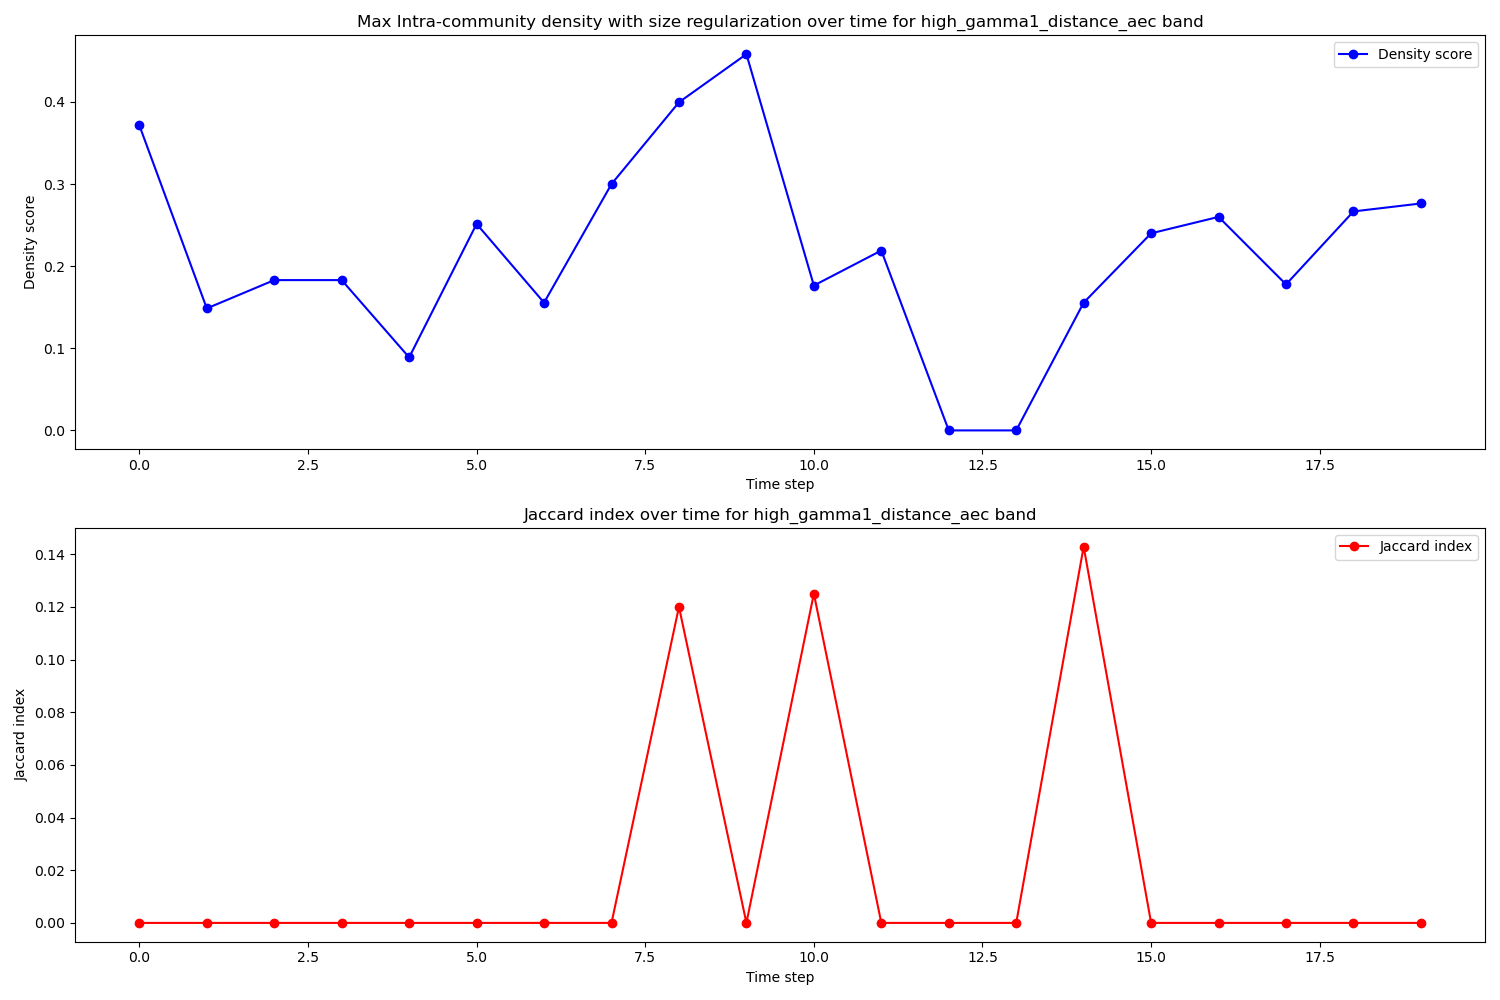 Max Intra-community density with size regularization over time for high_gamma1_distance_aec band
Density score
0.4
0.3
0.2
0.1
0.0
Density score
0.0 2.5 5.0 7.5 10.0 12.5 15.0 17.5
Time step
Jaccard index over time for high_gamma1_distance_aec band
Jaccard index
0.14
0.12
0.10
0.08
0.06
0.04
0.02
0.00
Jaccard index
0.0 2.5 5.0 7.5 10.0 12.5 15.0 17.5
Time step